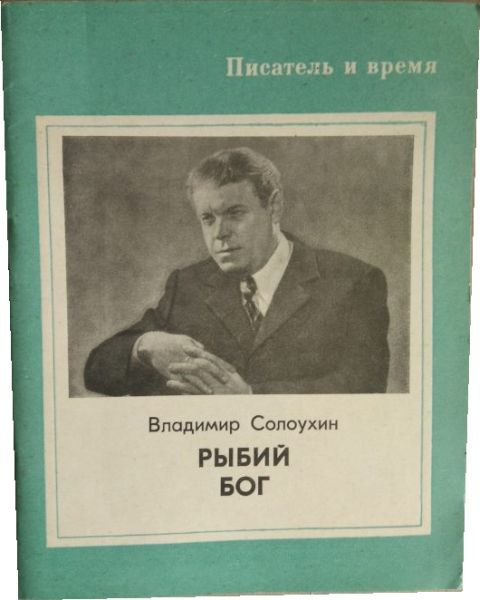 Писатель и время
Владимир Солоухин
РЫБИЙ
БОГ